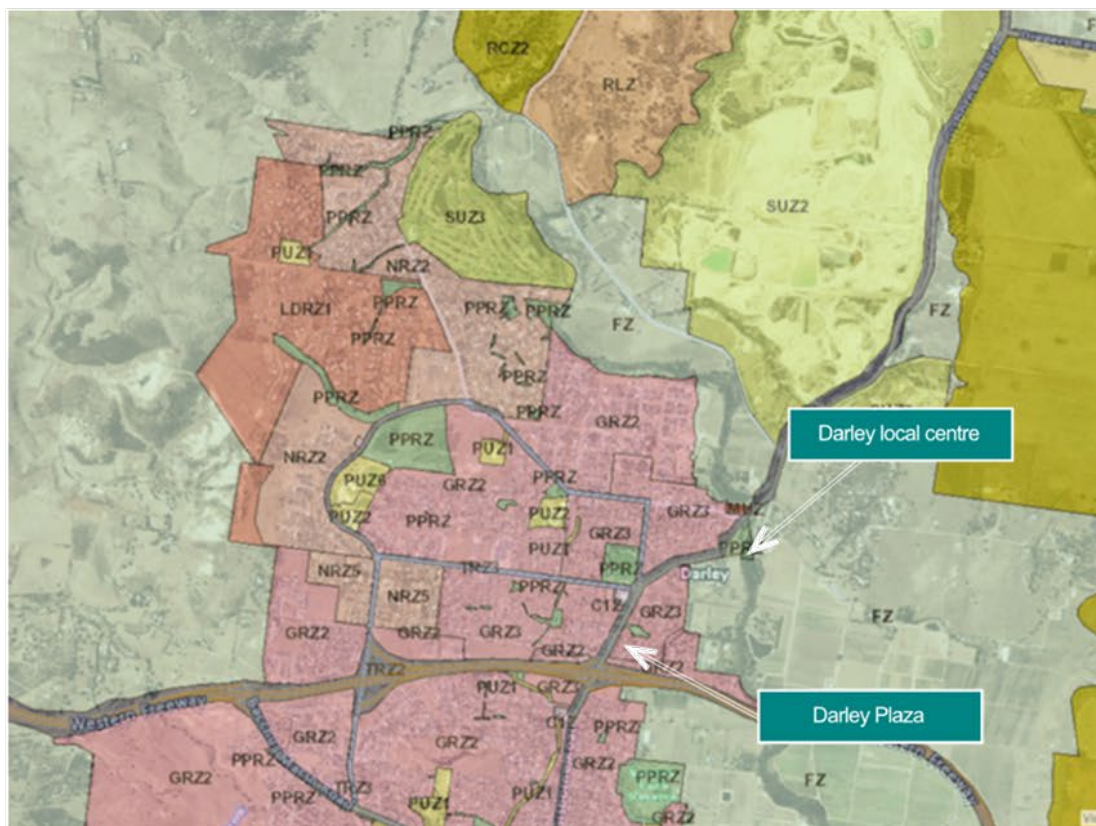 RCZ2
RLZ
PPRZ
PPRZ
SUZ3
SUZ2
PPRZ
PUZ1
NRZ2
PPRZ
LDRZ1
PPRZ
PPRZ
FZ
FZ
PPRZ
PPRZ
PPRZ
PPRZ
GRZ2
Darley local centre
PPRZ
NRZ2
PUZ1
PUZ6
GRZ2
PPRZ
PUZ2
PPRZ
PUZ2
GRZ3
GRZ3
PUZ1
PPRZ
Darley
NRZ5
TRZ3
PPRZ
NRZ5
C1Z
GRZ3
FZ
GRZ2
GRZ2
GRZ3
GRZ2
TRZ2
GRZ2
PUZ1
GRZ2
Darley Plaza
Western Freeway
C1Z
PPRZ
GRZ2
GRZ2
GRZ2
GRZ2
PPRZ
PPRZ
FZ
PPRZ
TRZ3
PUZ1
PUZ1
GRZ2